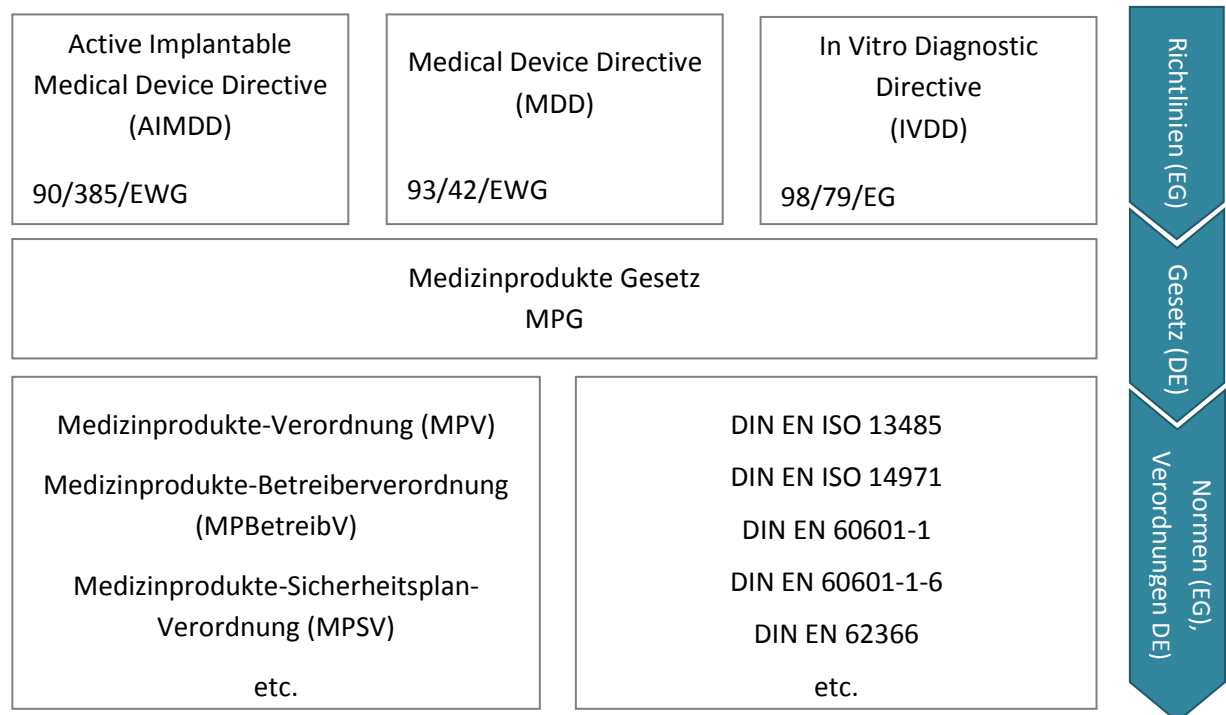 Active Implantable
Medical Device Directive
(AIMDD)
90/385/EWG
Medical Device Directive
(MDD)
93/42/EWG
In Vitro Diagnostic
Directive
(IVDD)
98/79/EG
Richtlinien (EG)
Medizinprodukte Gesetz
MPG
Gesetz (DE)
Medizinprodukte-Verordnung (MPV)
Medizinprodukte-Betreiberverordnung
(MPBetreibV)
Medizinprodukte-Sicherheitsplan-
Verordnung (MPSV)
etc.
DIN EN ISO 13485
DIN EN ISO 14971
DIN EN 60601-1
DIN EN 60601-1-6
DIN EN 62366
etc.
Normen (EG),
Verordnungen DE)